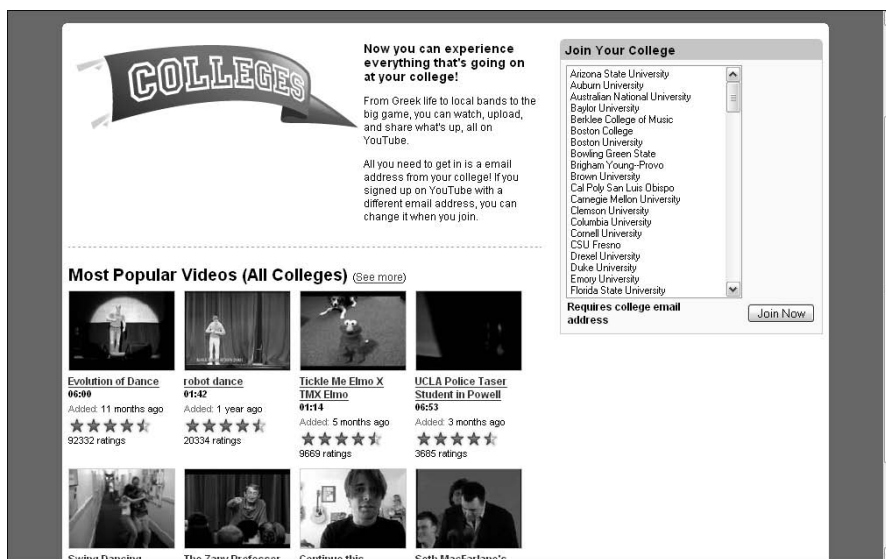 COLLEGES
Now you can experience
everything that's going on
at your college!
From Greek life to local bands to the
big game, you can watch, upload,
and share what's up, all on
YouTube.
All you need to get in is a email
address from your college! If you
signed up on YouTube with a
different email address, you can
change it when you join.
Join Your College
Arizona State University
Auburn University
Australian National University
Baylor University
Berklee College of Music
Boston College
Boston University
Bowling Green State
Brigham Young--Provo
Brown University
Cal Poly San Luis Obispo
Carnegie Mellon University
Clemson University
Columbia University
Cornell University
CSU Fresno
Drexel University
Duke University
Emory University
Florida State University
Requires college email
address
Join Now
Most Popular Videos (All Colleges) (See more)
Evolution of Dance
06:00
Added: 11 months ago
92332 ratings
robot dance
01:42
Added: 1 year ago
20334 ratings
Tickle Me Elmo X
TMX Elmo
01:14
Added: 5 months ago
9669 ratings
UCLA Police Taser
Student in Powell
06:53
Added: 3 months ago
3685 ratings
Swing Dancing
The Zany Professor
Continue this
Seth MacFarlane's